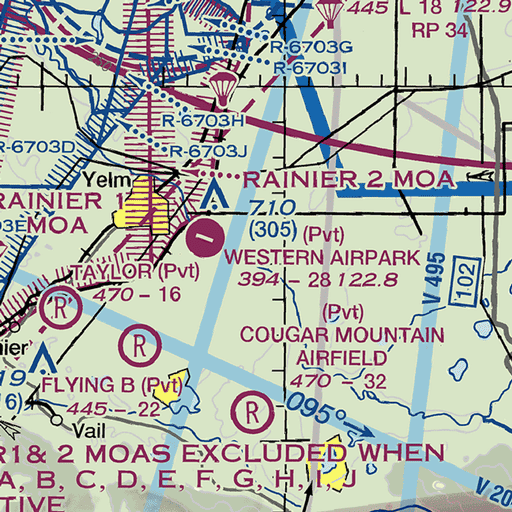 445 L 18 122.9
RP 34
R-6703G
R-6703I
R-6703H
R-6703D
R-6703J
Yelm
RAINIER 2 MOA
RAINIER 1
MOA
710
(305)
(Pvt)
WESTERN AIRPARK
394 - 28 122.8
TAYLOR (Pvt)
470 - 16
V 495
102
R
(Pvt)
COUGAR MOUNTAIN
AIRFIELD
470 - 32
R
FLYING B (Pvt)
445 - 22
R
095°→
Vail
R1& 2 MOAS EXCLUDED WHEN
A, B, C, D, E, F, G, H, I, J
TIVE
V 20